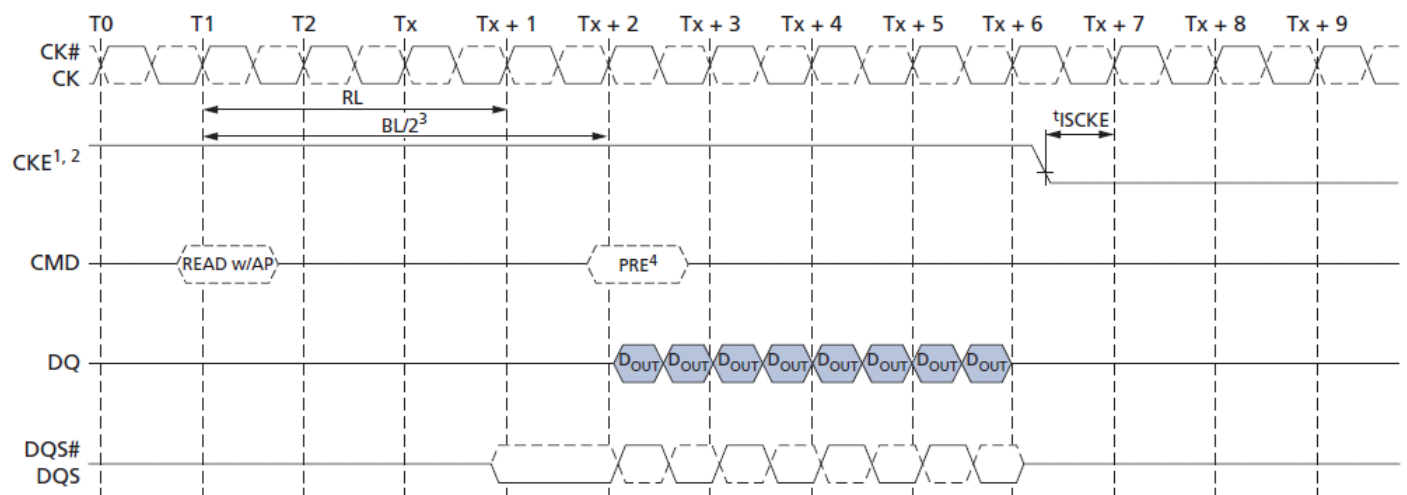 T0 T1 T2 Tx Tx + 1 Tx + 2 Tx + 3 Tx + 4 Tx + 5 Tx + 6 Tx + 7 Tx + 8 Tx + 9
CK#
CK
RL
BL/2³
tISCKE
CKE1, 2
CMD READ w/AP PRE⁴
DQ DOUT DOUT DOUT DOUT DOUT DOUT DOUT DOUT
DQS#
DQS